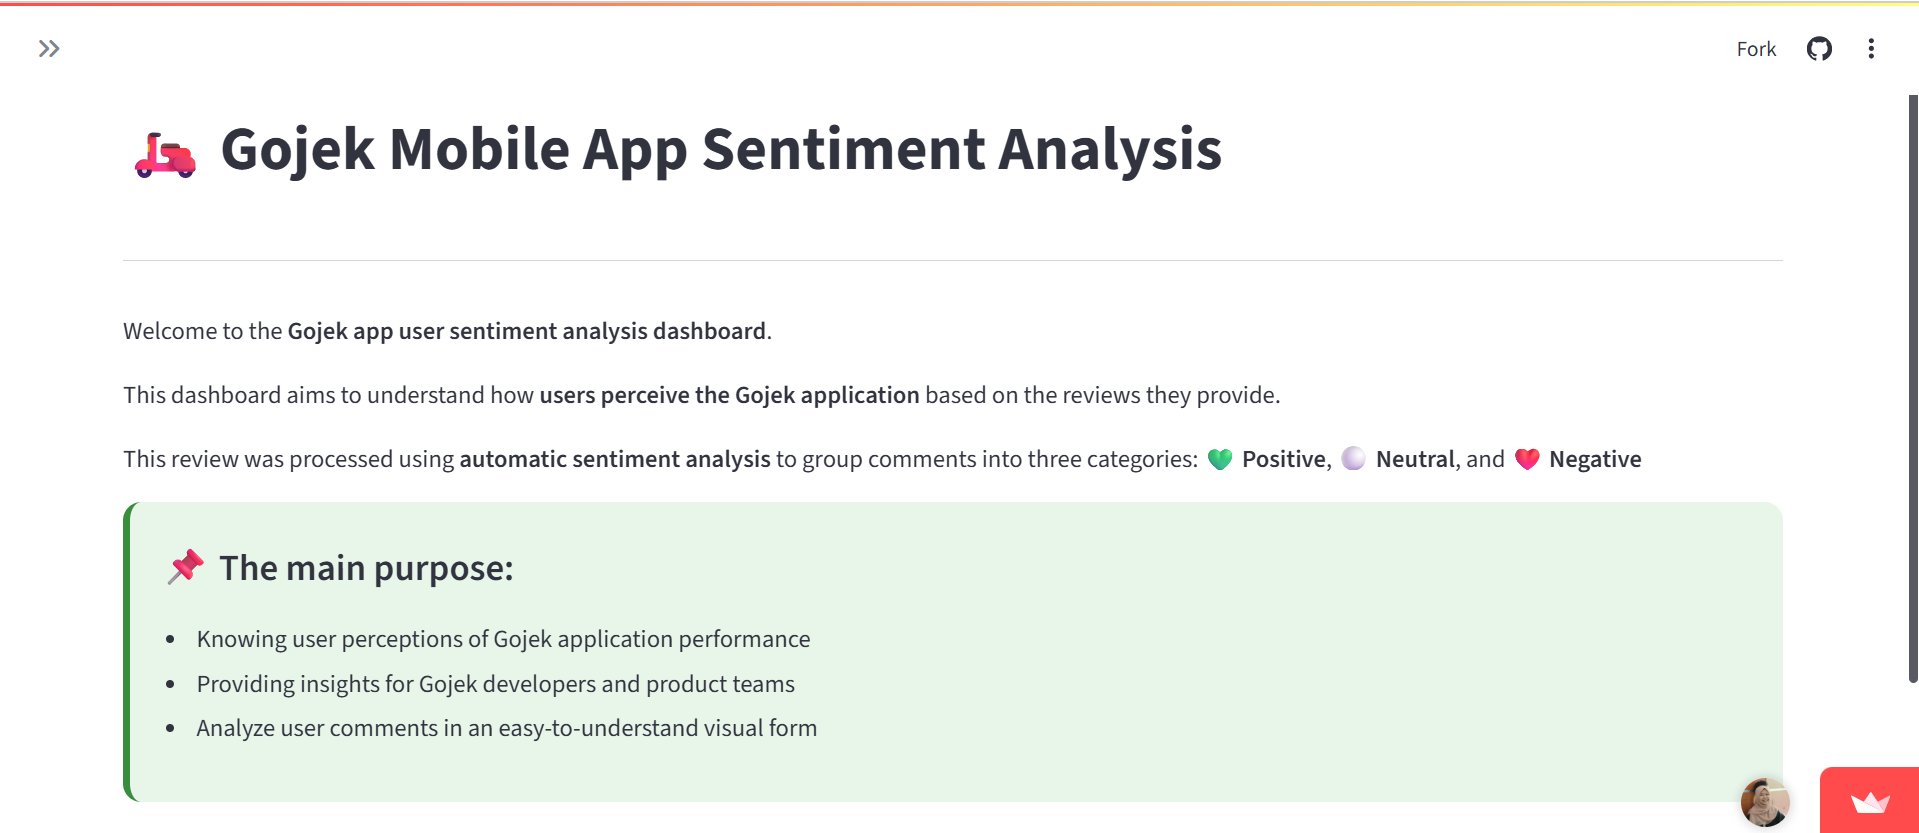 Fork
Gojek Mobile App Sentiment Analysis
Welcome to the Gojek app user sentiment analysis dashboard.
This dashboard aims to understand how users perceive the Gojek application based on the reviews they provide.
This review was processed using automatic sentiment analysis to group comments into three categories: 💚 Positive, ⚪ Neutral, and ❤️ Negative
The main purpose:
• Knowing user perceptions of Gojek application performance
• Providing insights for Gojek developers and product teams
• Analyze user comments in an easy-to-understand visual form